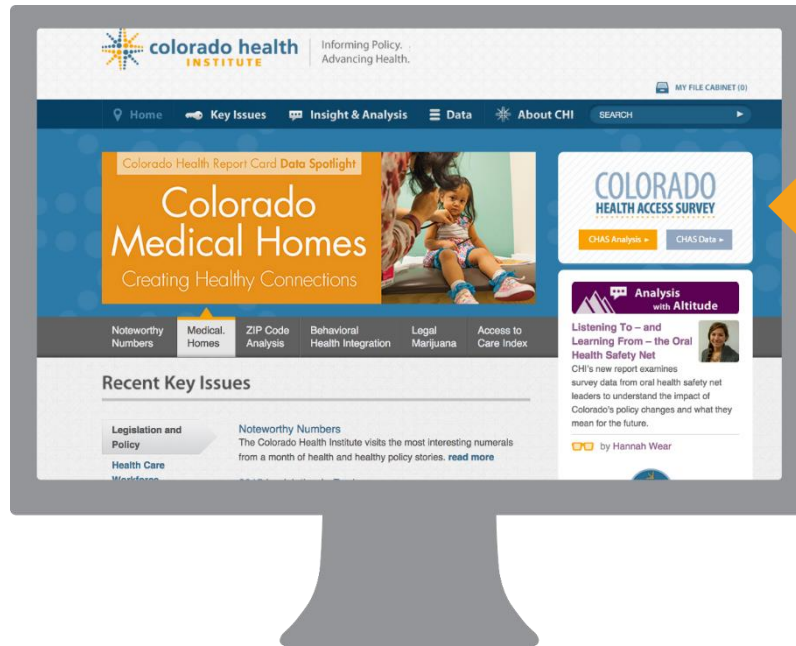 colorado health
INSTITUTE
Informing Policy.
Advancing Health.
MY FILE CABINET (0)
Home Key Issues Insight & Analysis Data About CHI SEARCH
Colorado Health Report Card Data Spotlight
Colorado
Medical Homes
Creating Healthy Connections
COLORADO
HEALTH ACCESS SURVEY
CHAS Analysis CHAS Data
Noteworthy
Numbers
Medical.
Homes
ZIP Code
Analysis
Behavioral
Health Integration
Legal
Marijuana
Access to
Care Index
Analysis
with Altitude
Listening To – and
Learning From – the Oral
Health Safety Net
CHI's new report examines
survey data from oral health safety net
leaders to understand the impact of
Colorado's policy changes and what they
mean for the future.
by Hannah Wear
Recent Key Issues
Legislation and
Policy
Health Care
Noteworthy Numbers
The Colorado Health Institute visits the most interesting numerals
from a month of health and healthy policy stories. read more